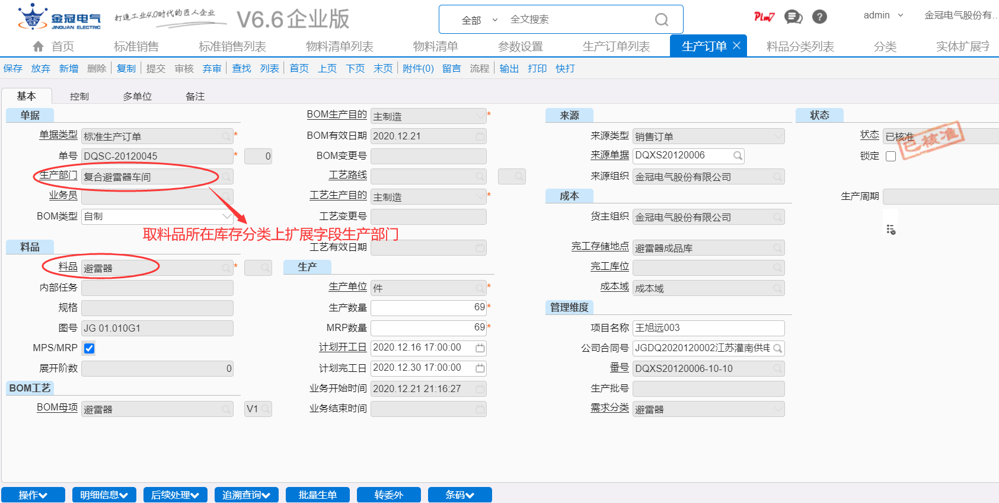 金冠电气
JINGUAN ELECTRIC
打造工业4.0时代的匠人企业
V6.6企业版
全部 全文搜索
Plm7
?
admin 金冠电气股份有...
首页 标准销售 标准销售列表 物料清单列表 物料清单 参数设置 生产订单列表 生产订单 料品分类列表 分类 实体扩展字
保存 放弃 新增 删除 复制 提交 审核 弃审 查找 列表 首页 上页 下页 末页 附件(0) 留言 流程 输出 打印 快打
基本 控制 多单位 备注
单据
单据类型 标准生产订单 *
单号 DQSC-20120045 * 0
生产部门 复合避雷器车间
业务员
BOM类型 自制
取料品所在库存分类上扩展字段生产部门
料品
料品 避雷器 *
内部任务
规格
图号 JG 01.010G1
MPS/MRP
展开阶数 0
BOM工艺
BOM母项 避雷器 V1
BOM生产目的 主制造 *
BOM有效日期 2020.12.21
BOM变更号
工艺路线
工艺生产目的 主制造 *
工艺变更号
工艺有效日期
生产
生产单位 件 *
生产数量 69 *
MRP数量 69 *
计划开工日 2020.12.16 17:00:00
计划完工日 2020.12.30 17:00:00
业务开始时间 2020.12.21 21:16:27
业务结束时间
来源
来源类型 销售订单
来源单据 DQXS20120006
来源组织 金冠电气股份有限公司
成本
货主组织 金冠电气股份有限公司
完工存储地点 避雷器成品库
完工库位
成本域 成本域
管理维度
项目名称 王旭远003
公司合同号 JGDQ2020120002江苏灌南供电
番号 DQXS20120006-10-10
生产批号
需求分类 避雷器
状态
状态 已核准
已核准
锁定
生产周期
操作 明细信息 后续处理 追溯查询 批量生单 转委外 条码